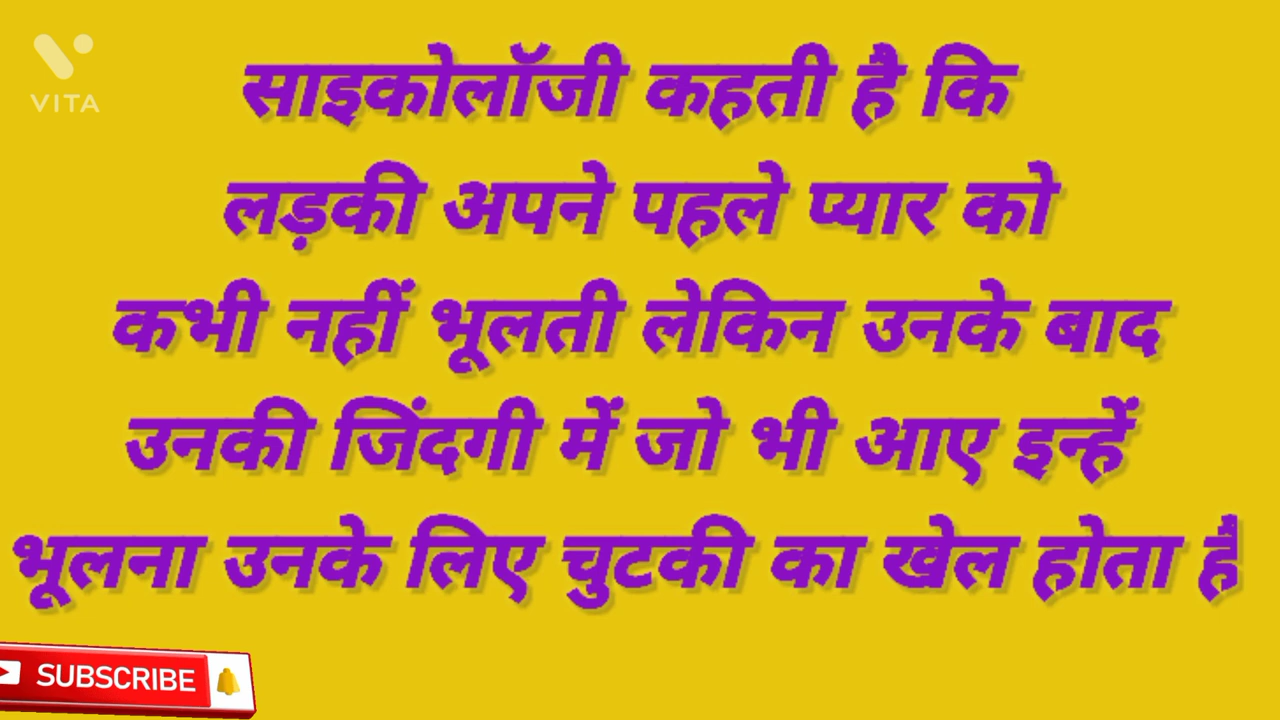 VITA
साइकोलॉजी कहती है कि
लड़की अपने पहले प्यार को
कभी नहीं भूलती लेकिन उनके बाद
उनकी जिंदगी में जो भी आए इन्हें
भूलना उनके लिए चुटकी का खेल होता है
SUBSCRIBE